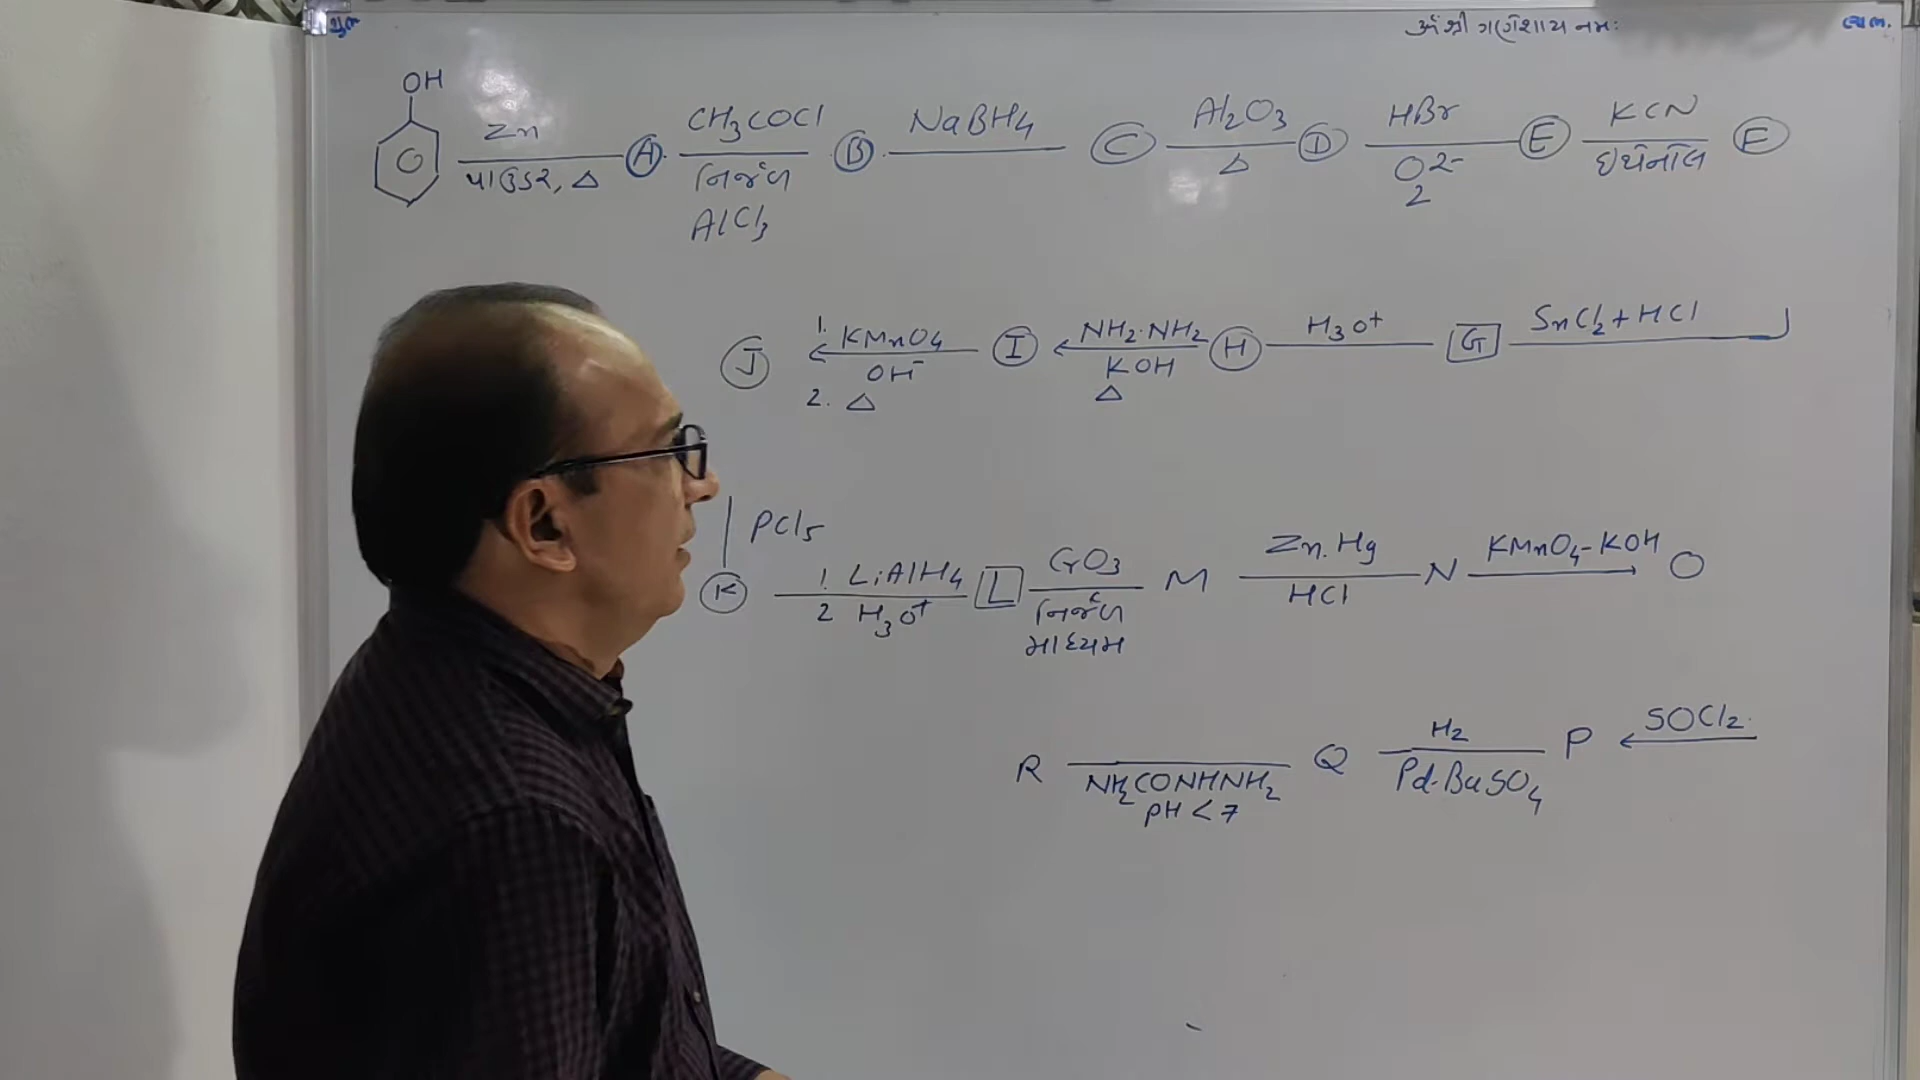 શુભ
ૐ શ્રી ગણેશાય નમઃ
લાભ.
OH
Zn
પાઉડર, Δ
A
CH3COCl
નિર્જળ
AlCl3
B
NaBH4
C
Al2O3
Δ
D
HBr
O2^2-
E
KCN
ઇથેનોલ
F
SnCl2 + HCl
G
H3O+
H
NH2·NH2
KOH
Δ
I
1. KMnO4
OH-
2. Δ
J
PCl5
K
1. LiAlH4
2 H3O+
L
CrO3
નિર્જળ
માધ્યમ
M
Zn.Hg
HCl
N
KMnO4-KOH
O
SOCl2.
P
H2
Pd-BaSO4
Q
NH2CONHNH2
pH < 7
R